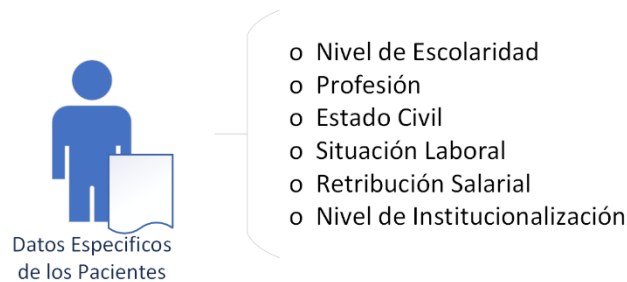 o Nivel de Escolaridad
o Profesión
o Estado Civil
o Situación Laboral
o Retribución Salarial
o Nivel de Institucionalización
Datos Especificos
de los Pacientes